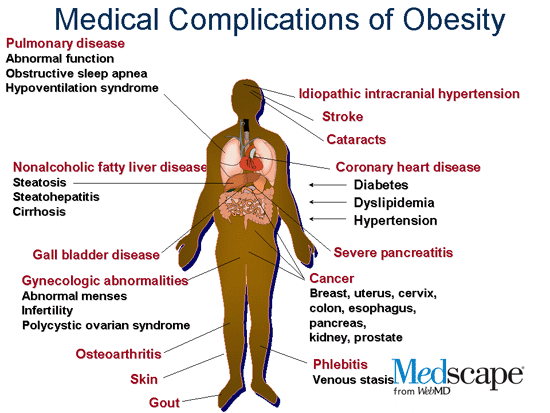 Medical Complications of Obesity
Pulmonary disease
Abnormal function
Obstructive sleep apnea
Hypoventilation syndrome
Idiopathic intracranial hypertension
Stroke
Cataracts
Nonalcoholic fatty liver disease
Steatosis
Steatohepatitis
Cirrhosis
Coronary heart disease
Diabetes
Dyslipidemia
Hypertension
Gall bladder disease
Severe pancreatitis
Gynecologic abnormalities
Abnormal menses
Infertility
Polycystic ovarian syndrome
Cancer
Breast, uterus, cervix,
colon, esophagus,
pancreas,
kidney, prostate
Osteoarthritis
Skin
Gout
Phlebitis
Venous stasis
Medscape®
from WebMD